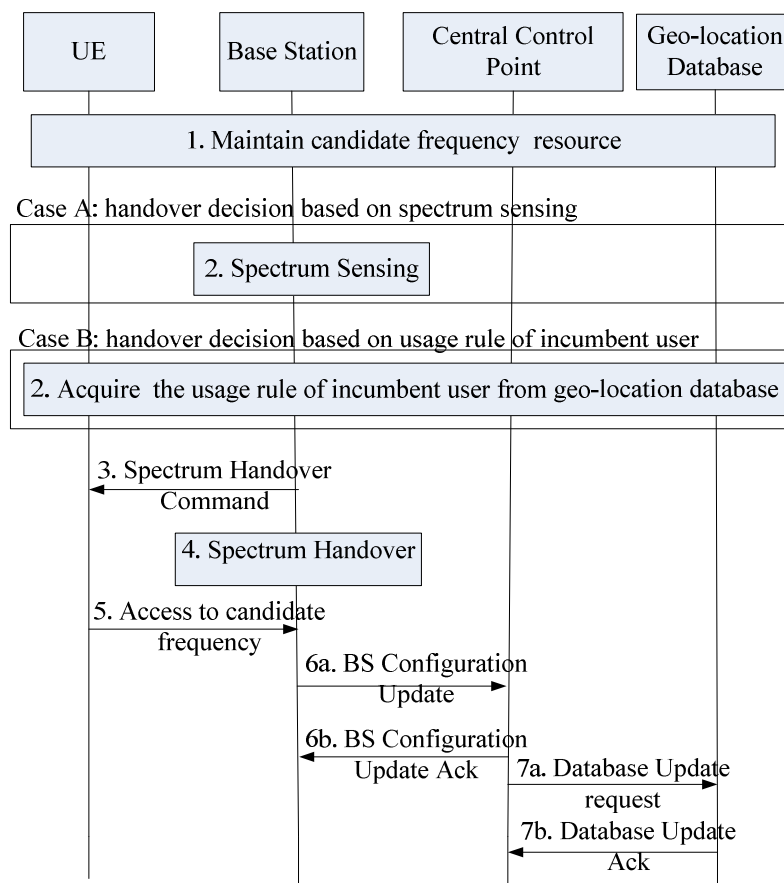 UE
Base Station
Central Control
Point
Geo-location
Database
1. Maintain candidate frequency resource
Case A: handover decision based on spectrum sensing
2. Spectrum Sensing
Case B: handover decision based on usage rule of incumbent user
2. Acquire the usage rule of incumbent user from geo-location database
3. Spectrum Handover
Command
4. Spectrum Handover
5. Access to candidate
frequency
6a. BS Configuration
Update
6b. BS Configuration
Update Ack
7a. Database Update
request
7b. Database Update
Ack